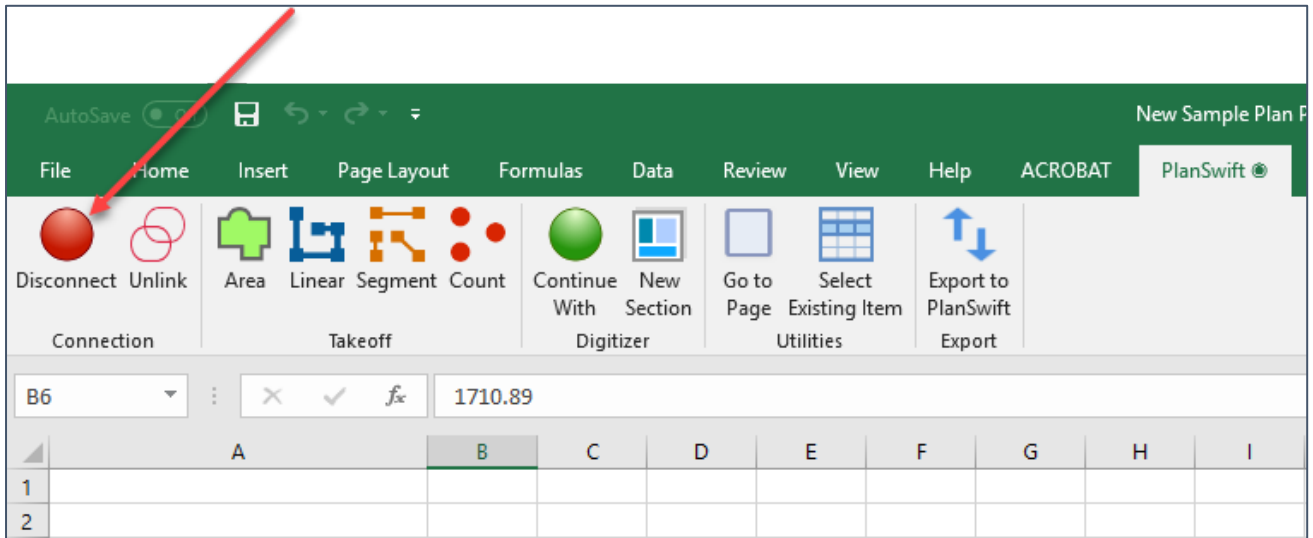 AutoSave On
New Sample Plan
File Home Insert Page Layout Formulas Data Review View Help ACROBAT PlanSwift
Disconnect Unlink Area Linear Segment Count Continue With New Section Go to Page Select Existing Item Export to PlanSwift
Connection Takeoff Digitizer Utilities Export
B6 fx 1710.89
A B C D E F G H I
1
2